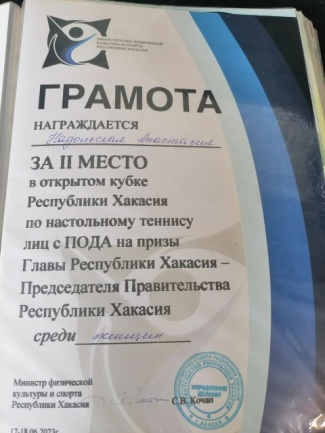 МИНИСТЕРСТВО ФИЗИЧЕСКОЙ
КУЛЬТУРЫ И СПОРТА
РЕСПУБЛИКИ ХАКАСИЯ
ГРАМОТА
НАГРАЖДАЕТСЯ
Надольская Анастасия
ЗА II МЕСТО
в открытом кубке
Республики Хакасия
по настольному теннису
лиц с ПОДА на призы
Главы Республики Хакасия –
Председателя Правительства
Республики Хакасия
среди женщин
Министр физической
культуры и спорта
Республики Хакасия
С.В. Кочан
17-18.06.2023г.